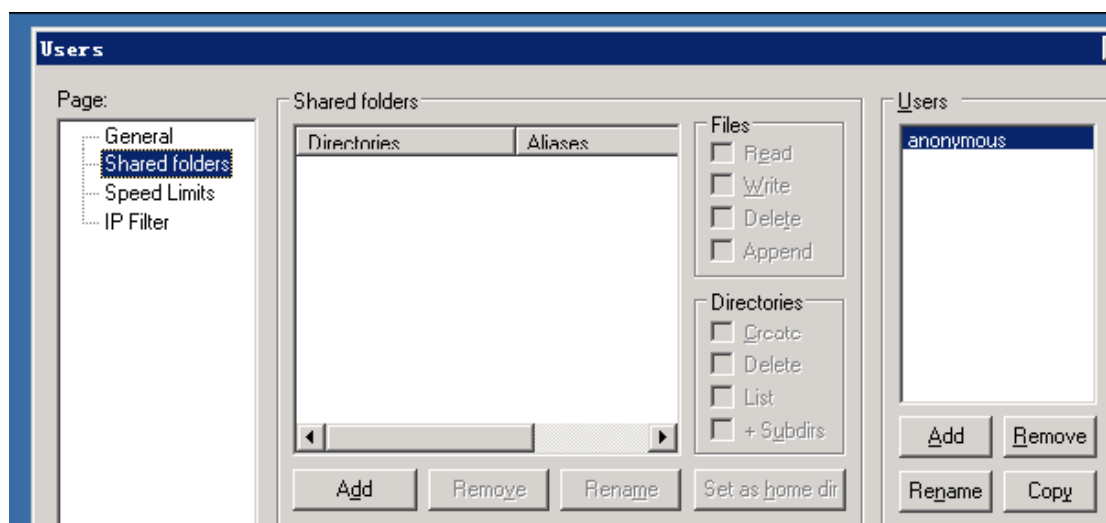 Users
Page:
General
Shared folders
Speed Limits
IP Filter
Shared folders
Directories Aliases
Files
Read
Write
Delete
Append
Directories
Create
Delete
List
+ Subdirs
Add Remove Rename Set as home dir
Users
anonymous
Add Remove
Rename Copy